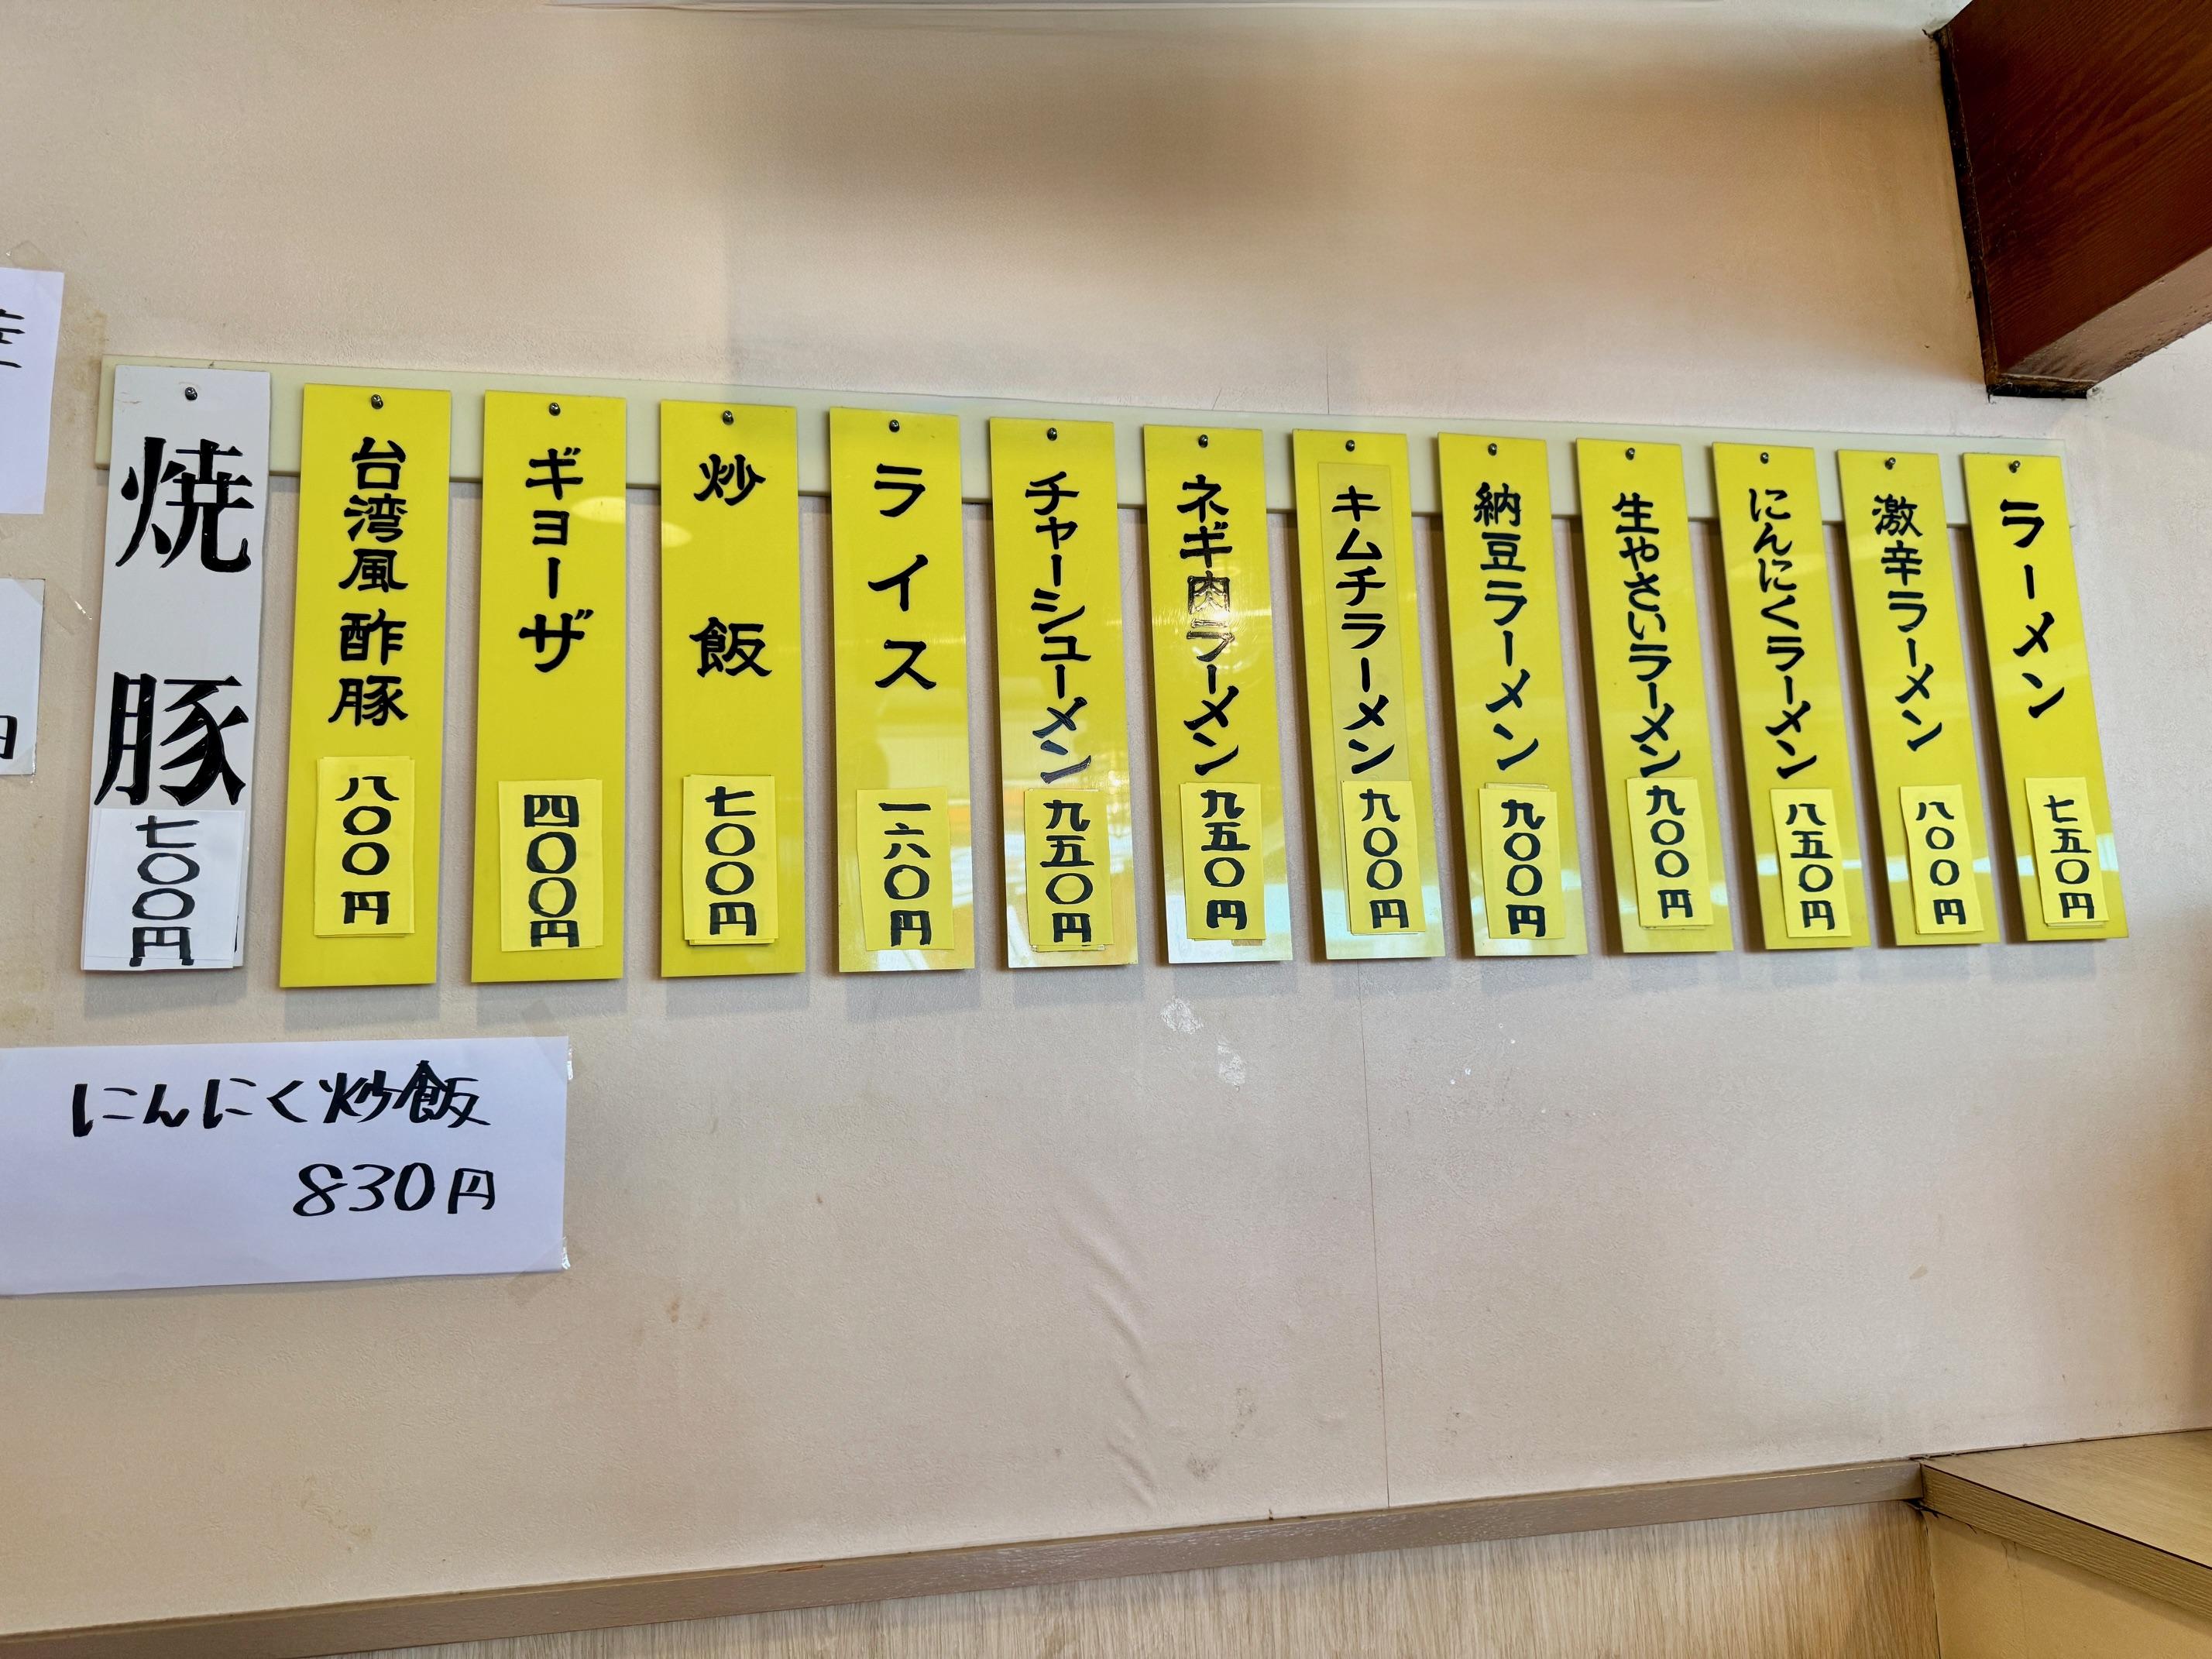 ラーメン 七五〇円
激辛ラーメン 八〇〇円
にんにくラーメン 八五〇円
生やさいラーメン 九〇〇円
納豆ラーメン 九〇〇円
キムチラーメン 九〇〇円
ネギ肉ラーメン 九五〇円
チャーシューメン 九五〇円
ライス 一六〇円
炒飯 七〇〇円
ギョーザ 四〇〇円
台湾風酢豚 八〇〇円
焼豚 七〇〇円
にんにく炒飯
830円